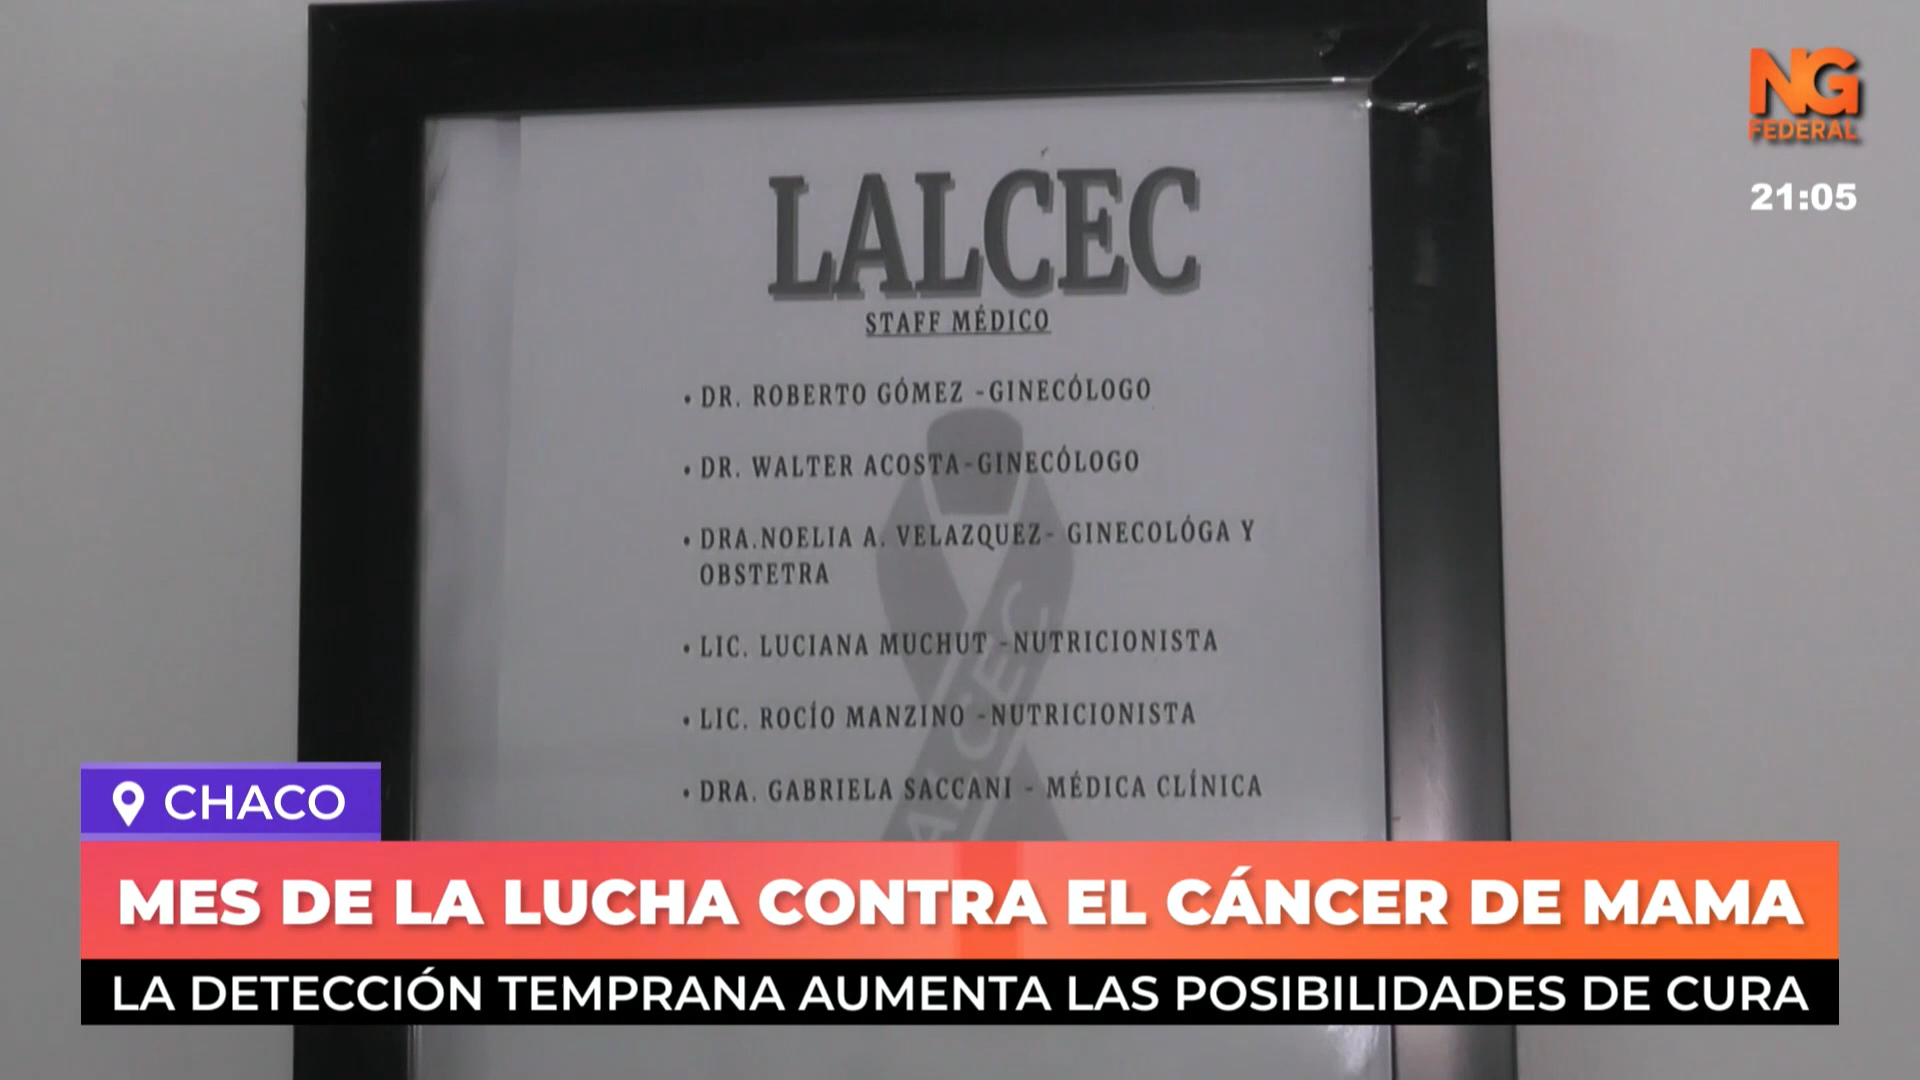 NG
FEDERAL
21:05
LALCEC
STAFF MÉDICO
• DR. ROBERTO GÓMEZ -GINECÓLOGO
• DR. WALTER ACOSTA-GINECÓLOGO
• DRA.NOELIA A. VELAZQUEZ- GINECOLÓGA Y
OBSTETRA
• LIC. LUCIANA MUCHUT -NUTRICIONISTA
• LIC. ROCÍO MANZINO -NUTRICIONISTA
• DRA. GABRIELA SACCANI - MÉDICA CLÍNICA
ALCEC
CHACO
MES DE LA LUCHA CONTRA EL CÁNCER DE MAMA
LA DETECCIÓN TEMPRANA AUMENTA LAS POSIBILIDADES DE CURA